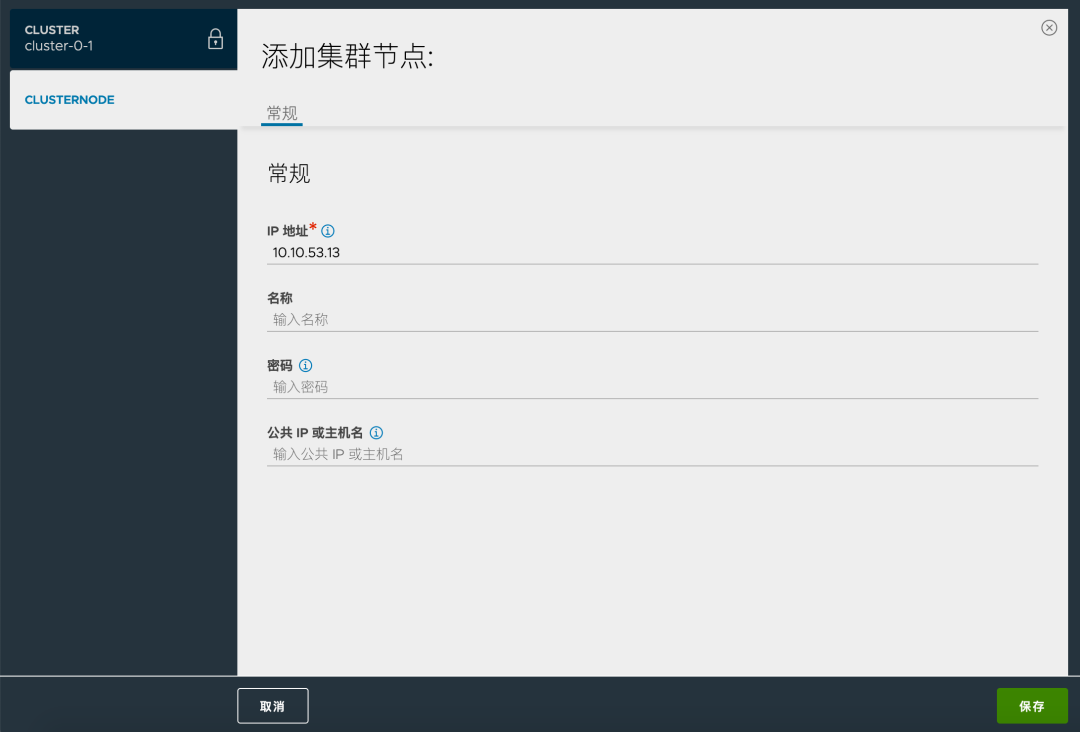 CLUSTER
cluster-0-1
CLUSTERNODE
添加集群节点:
常规
常规
IP 地址*
10.10.53.13
名称
输入名称
密码
输入密码
公共 IP 或主机名
输入公共 IP 或主机名
取消
保存